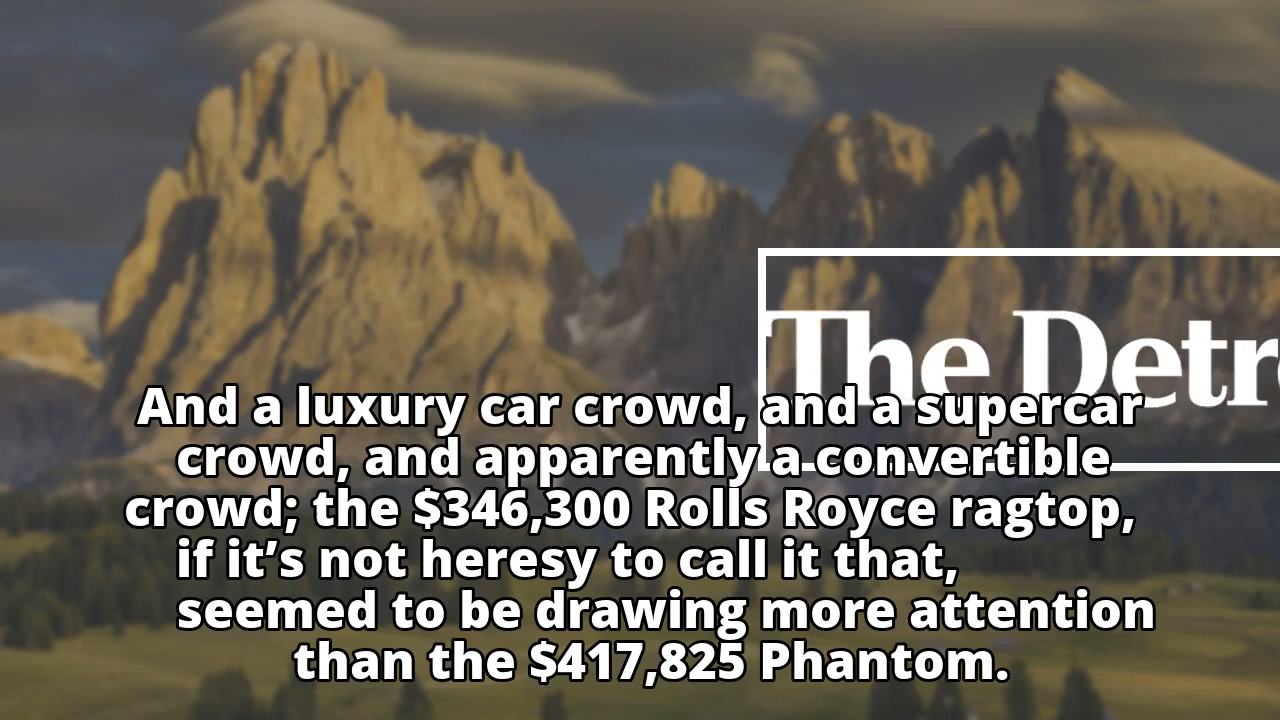 The Detr
And a luxury car crowd, and a supercar
crowd, and apparently a convertible
crowd; the $346,300 Rolls Royce ragtop,
if it’s not heresy to call it that,
seemed to be drawing more attention
than the $417,825 Phantom.